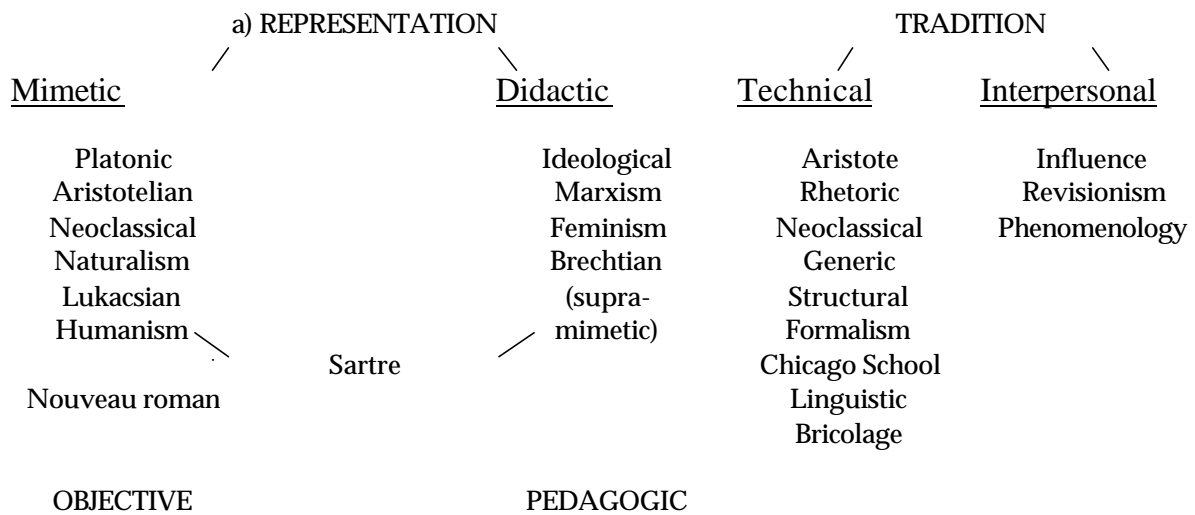 a) REPRESENTATION TRADITION
Mimetic Didactic Technical Interpersonal
Platonic Ideological Aristote Influence
Aristotelian Marxism Rhetoric Revisionism
Neoclassical Feminism Neoclassical Phenomenology
Naturalism Brechtian Generic
Lukacsian (supra- Structural
Humanism mimetic) Formalism
Sartre Chicago School
Nouveau roman Linguistic
Bricolage
OBJECTIVE PEDAGOGIC